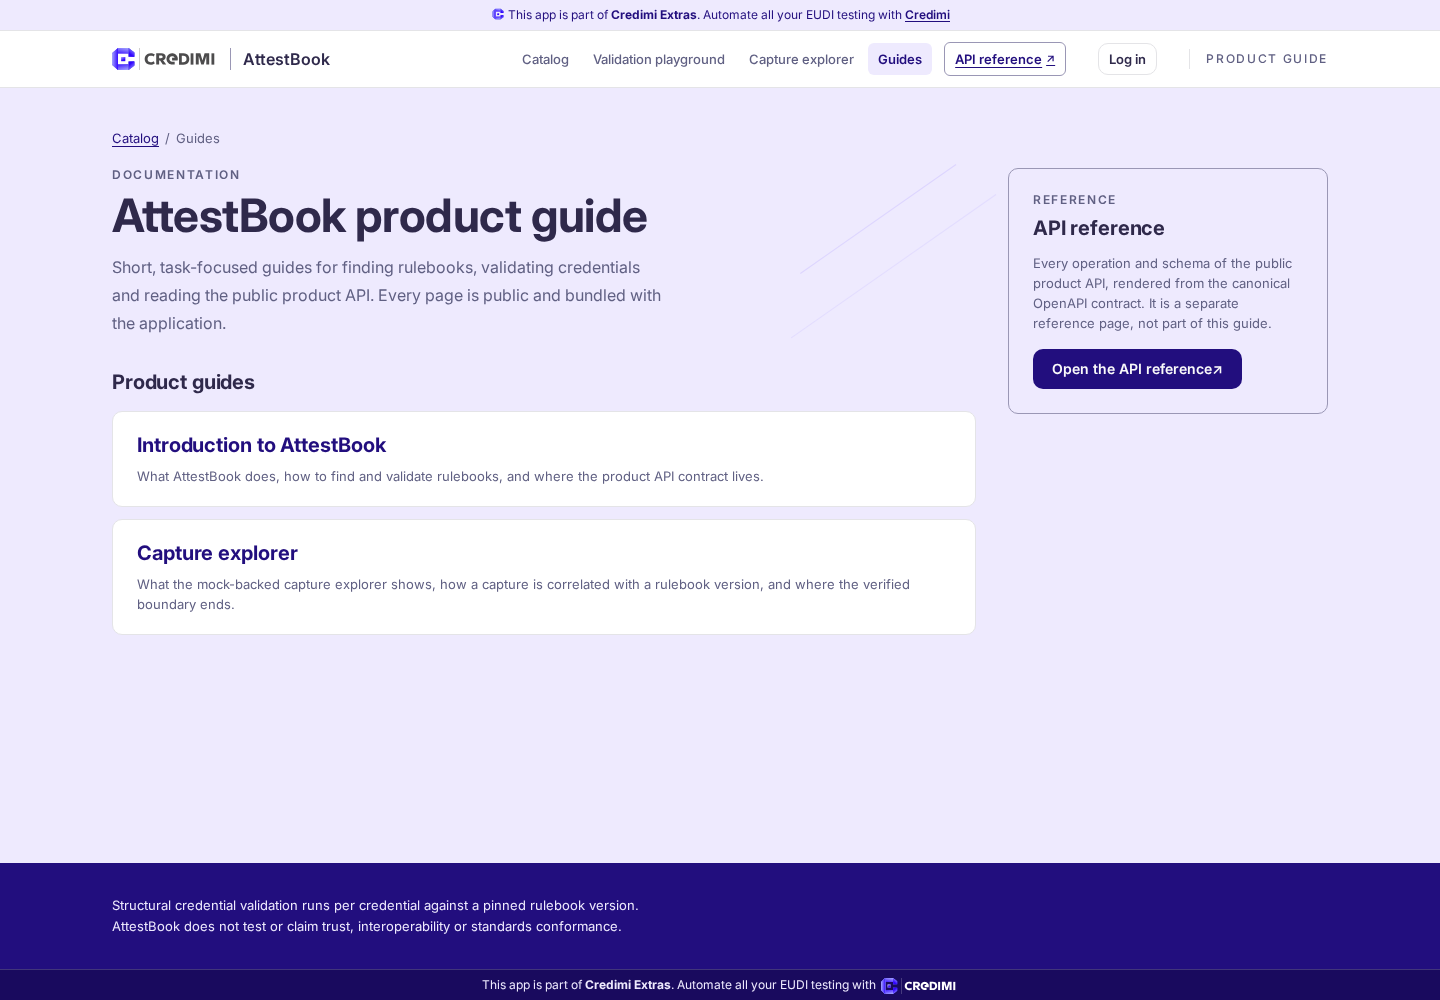 This app is part of Credimi Extras. Automate all your EUDI testing with Credimi
CREDIMI AttestBook
Catalog Validation playground Capture explorer Guides API reference ↗ Log in PRODUCT GUIDE
Catalog / Guides
DOCUMENTATION
AttestBook product guide
Short, task-focused guides for finding rulebooks, validating credentials
and reading the public product API. Every page is public and bundled with
the application.
REFERENCE
API reference
Every operation and schema of the public
product API, rendered from the canonical
OpenAPI contract. It is a separate
reference page, not part of this guide.
Open the API reference↗
Product guides
Introduction to AttestBook
What AttestBook does, how to find and validate rulebooks, and where the product API contract lives.
Capture explorer
What the mock-backed capture explorer shows, how a capture is correlated with a rulebook version, and where the verified
boundary ends.
Structural credential validation runs per credential against a pinned rulebook version.
AttestBook does not test or claim trust, interoperability or standards conformance.
This app is part of Credimi Extras. Automate all your EUDI testing with CREDIMI